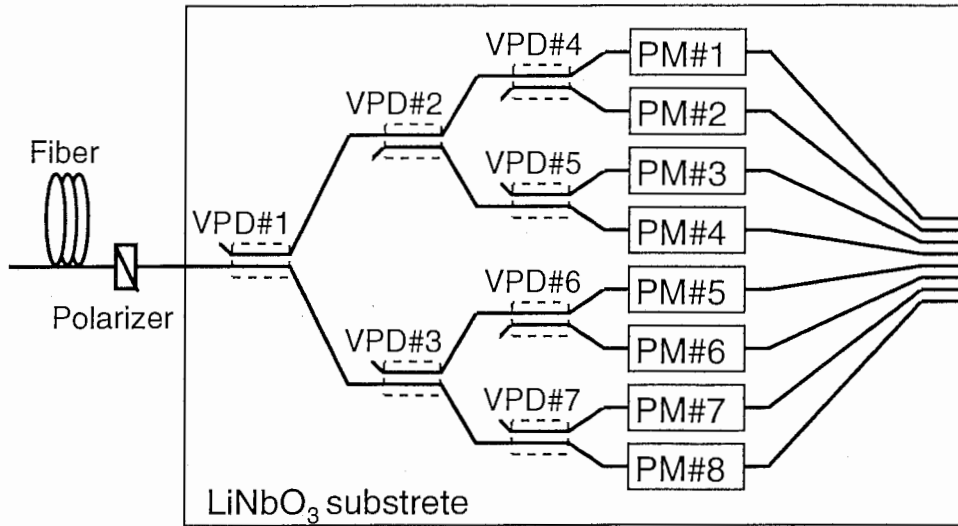 VPD#4
PM#1
VPD#2
PM#2
Fiber
VPD#5
PM#3
VPD#1
PM#4
VPD#6
PM#5
Polarizer
VPD#3
PM#6
VPD#7
PM#7
PM#8
LiNbO₃ substrete